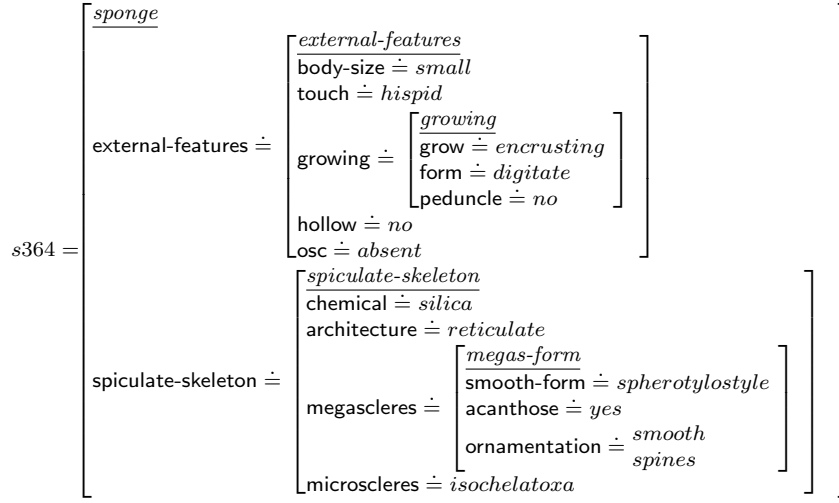 sponge
external-features
body-size ≐ small
touch ≐ hispid
growing
grow ≐ encrusting
external-features ≐
growing ≐
form ≐ digitate
peduncle ≐ no
hollow ≐ no
s364 =
osc ≐ absent
spiculate-skeleton
chemical ≐ silica
architecture ≐ reticulate
megas-form
smooth-form ≐ spherotylostyle
spiculate-skeleton ≐
megascleres ≐
acanthose ≐ yes
ornamentation ≐ smooth
spines
microscleres ≐ isochelatoxa